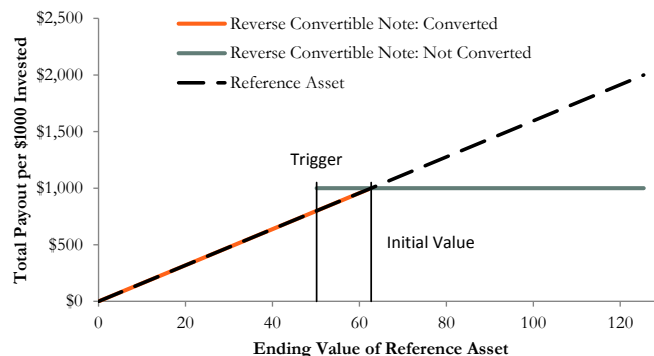 Reverse Convertible Note: Converted
Reverse Convertible Note: Not Converted
Reference Asset
Total Payout per $1000 Invested
$2,500
$2,000
$1,500
$1,000
$500
$0
Trigger
Initial Value
0
20
40
60
80
100
120
Ending Value of Reference Asset